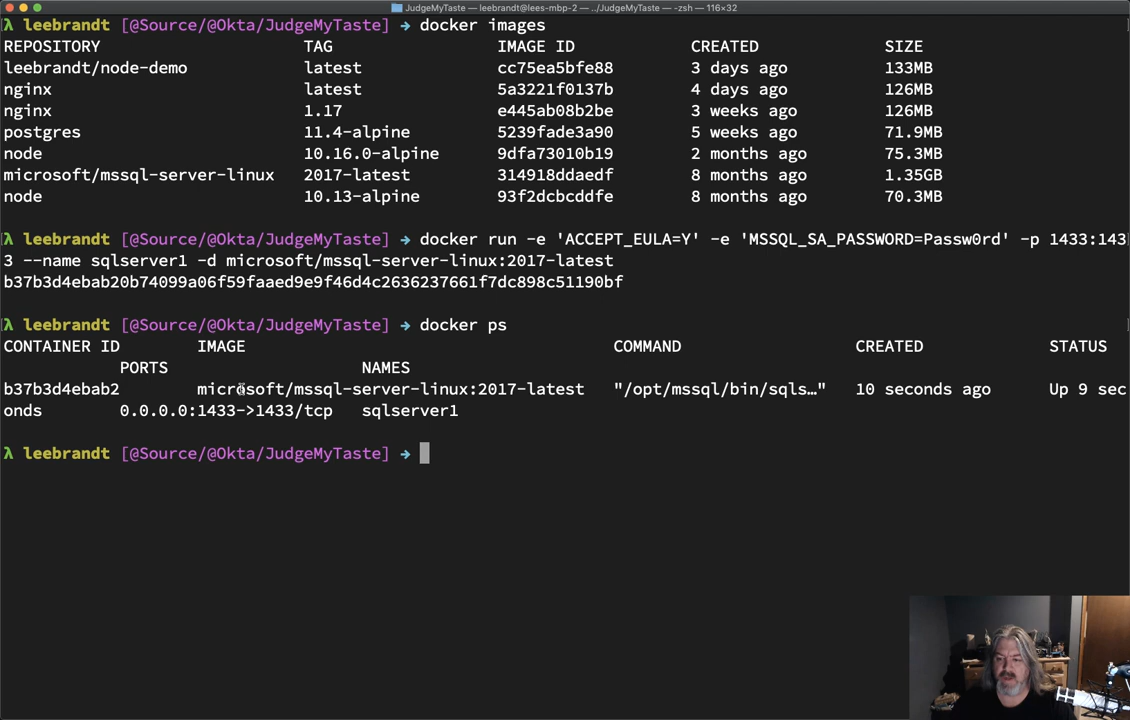 JudgeMyTaste — leebrandt@lees-mbp-2 — ../JudgeMyTaste — -zsh — 116×32
λ leebrandt [@Source/@Okta/JudgeMyTaste] → docker images
REPOSITORY TAG IMAGE ID CREATED SIZE
leebrandt/node-demo latest cc75ea5bfe88 3 days ago 133MB
nginx latest 5a3221f0137b 4 days ago 126MB
nginx 1.17 e445ab08b2be 3 weeks ago 126MB
postgres 11.4-alpine 5239fade3a90 5 weeks ago 71.9MB
node 10.16.0-alpine 9dfa73010b19 2 months ago 75.3MB
microsoft/mssql-server-linux 2017-latest 314918ddaedf 8 months ago 1.35GB
node 10.13-alpine 93f2dcbcddfe 8 months ago 70.3MB
λ leebrandt [@Source/@Okta/JudgeMyTaste] → docker run -e 'ACCEPT_EULA=Y' -e 'MSSQL_SA_PASSWORD=Passw0rd' -p 1433:143
3 --name sqlserver1 -d microsoft/mssql-server-linux:2017-latest
b37b3d4ebab20b74099a06f59faaed9e9f46d4c2636237661f7dc898c51190bf
λ leebrandt [@Source/@Okta/JudgeMyTaste] → docker ps
CONTAINER ID IMAGE COMMAND CREATED STATUS
PORTS NAMES
b37b3d4ebab2 microsoft/mssql-server-linux:2017-latest "/opt/mssql/bin/sqls…" 10 seconds ago Up 9 sec
onds 0.0.0.0:1433->1433/tcp sqlserver1
λ leebrandt [@Source/@Okta/JudgeMyTaste] →